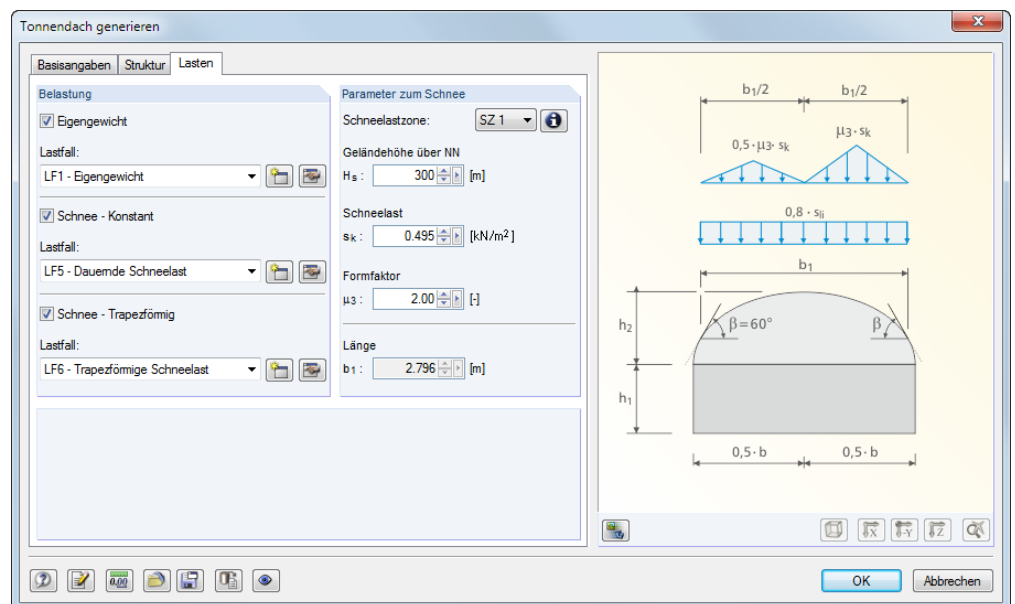 Tonnendach generieren
Basisangaben Struktur Lasten
Belastung
Eigengewicht
Lastfall:
LF1 - Eigengewicht
Schnee - Konstant
Lastfall:
LF5 - Dauernde Schneelast
Schnee - Trapezförmig
Lastfall:
LF6 - Trapezförmige Schneelast
Parameter zum Schnee
Schneelastzone: SZ 1
Geländehöhe über NN
Hs : 300 [m]
Schneelast
sk : 0.495 [kN/m²]
Formfaktor
μ3 : 2.00 [-]
Länge
b1 : 2.796 [m]
b1/2 b1/2
0,5·μ3·sk μ3·sk
0,8 · sli
b1
h2 β=60° β
h1
0,5·b 0,5·b
X -Y Z
0.00
OK Abbrechen